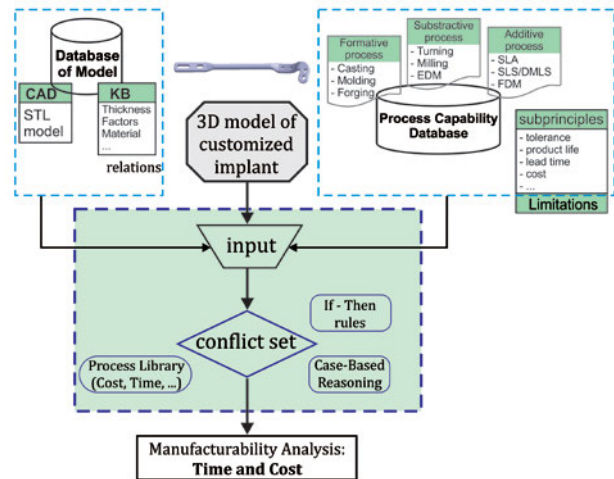 Database
of Model
CAD
STL
model
KB
Thickness
Factors
Material
...
relations
3D model of
customized
implant
Formative
process
- Casting
- Molding
- Forging
Substractive
process
- Turning
- Milling
- EDM
Additive
process
- SLA
- SLS/DMLS
- FDM
Process Capability
Database
subprinciples
- tolerance
- product life
- lead time
- cost
- ...
Limitations
input
conflict set
If - Then
rules
Process Library
(Cost, Time, ...)
Case-Based
Reasoning
Manufacturability Analysis:
Time and Cost